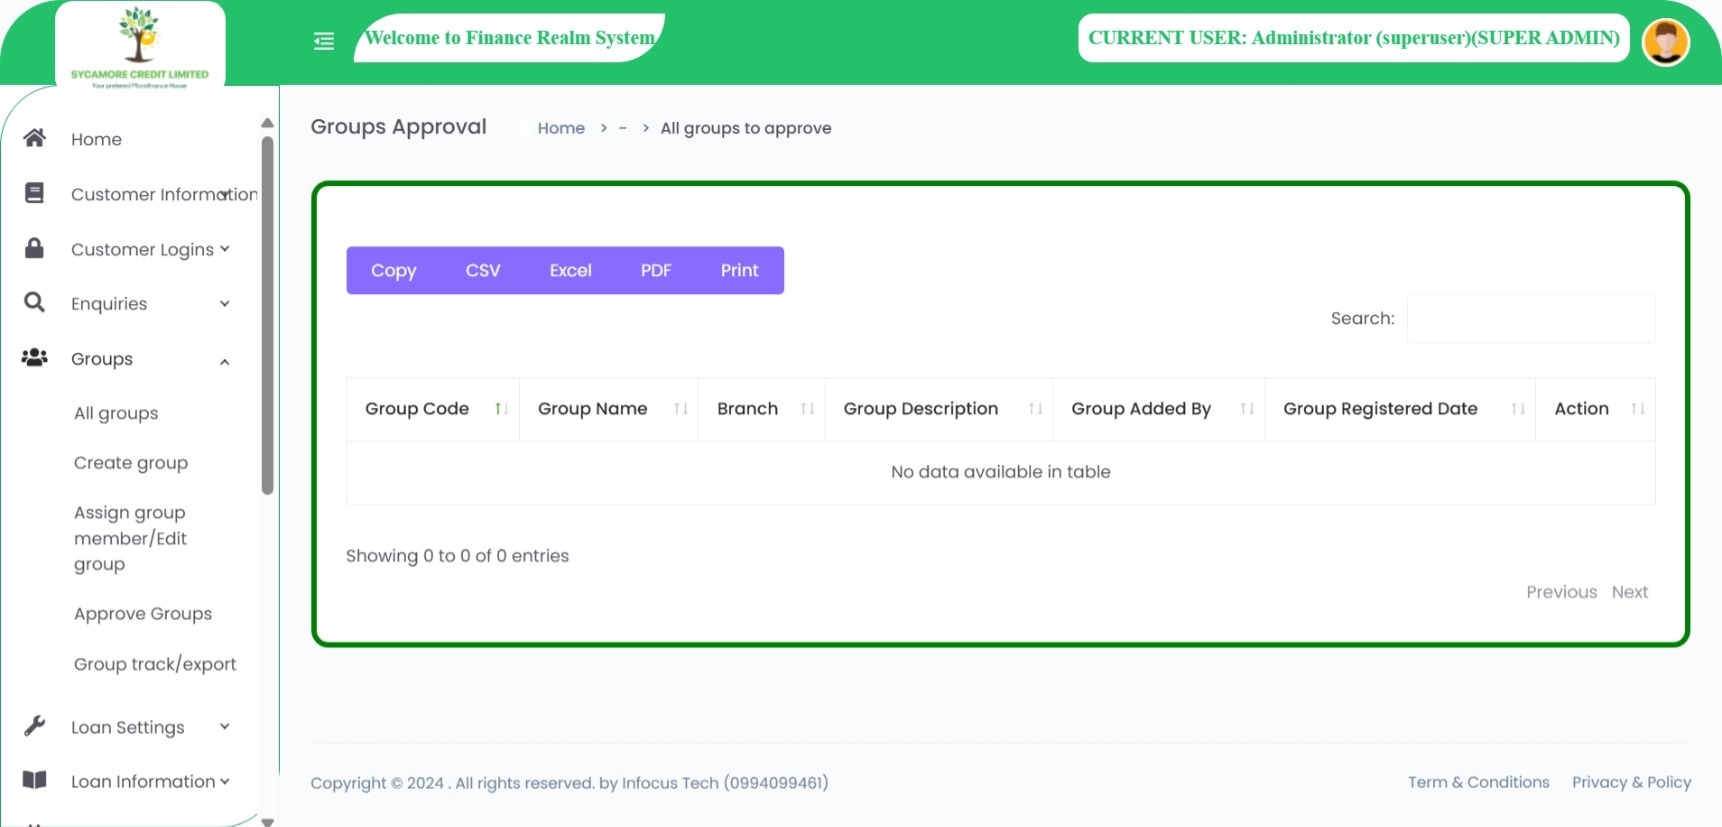 SYCAMORE CREDIT LIMITED
Your preferred Microfinance House
Welcome to Finance Realm System
CURRENT USER: Administrator (superuser)(SUPER ADMIN)
Home
Customer Information
Customer Logins
Enquiries
Groups
All groups
Create group
Assign group
member/Edit
group
Approve Groups
Group track/export
Loan Settings
Loan Information
Groups Approval
Home > - > All groups to approve
Copy CSV Excel PDF Print
Search:
Group Code Group Name Branch Group Description Group Added By Group Registered Date Action
No data available in table
Showing 0 to 0 of 0 entries
Previous Next
Copyright © 2024 . All rights reserved. by Infocus Tech (0994099461)
Term & Conditions Privacy & Policy